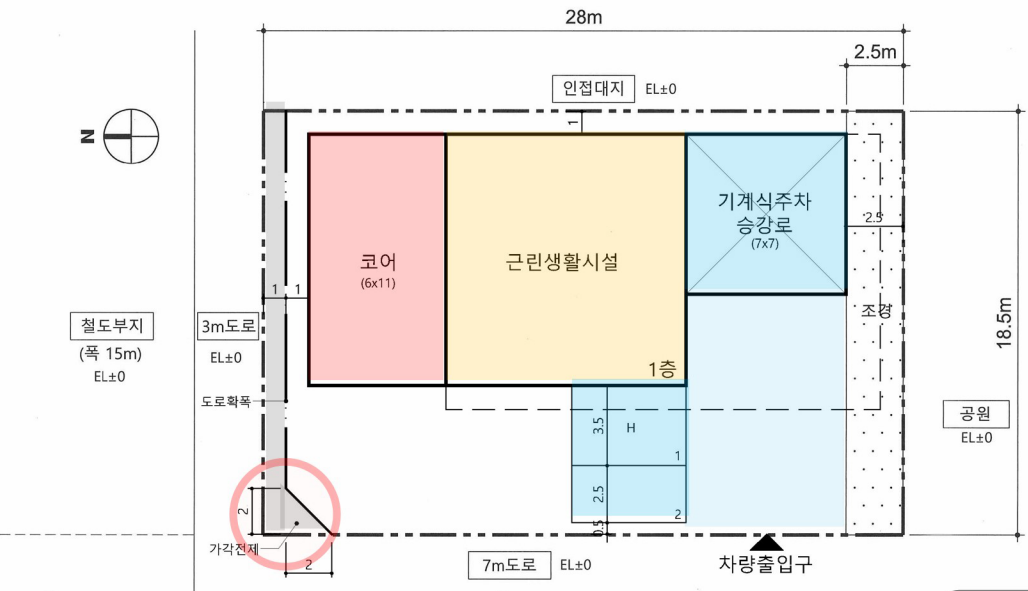 28m
2.5m
인접대지 EL±0
1
N
기계식주차
승강로
(7x7)
2.5
코어
(6x11)
근린생활시설
1 1
조경
18.5m
철도부지
(폭 15m)
EL±0
3m도로
EL±0
1층
도로확폭
3.5
H
1
공원
EL±0
2.5
2
2
0.5
가각전제
2
7m도로 EL±0
차량출입구